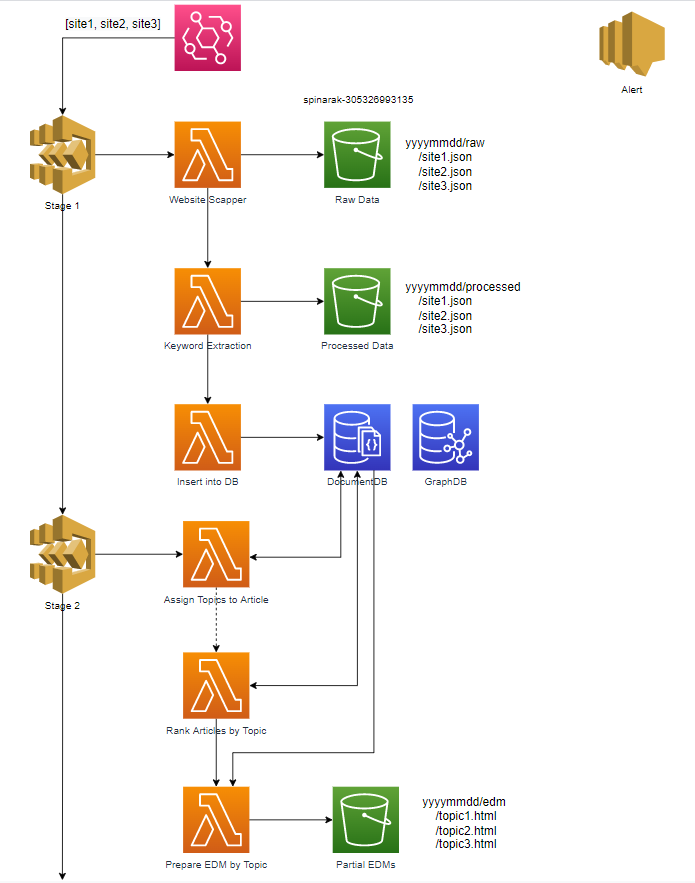 [site1, site2, site3]
Alert
spinarak-305326993135
yyyymmdd/raw
/site1.json
/site2.json
/site3.json
Stage 1
Website Scapper
Raw Data
yyyymmdd/processed
/site1.json
/site2.json
/site3.json
Keyword Extraction
Processed Data
Insert into DB
DocumentDB
GraphDB
Stage 2
Assign Topics to Article
Rank Articles by Topic
yyyymmdd/edm
/topic1.html
/topic2.html
/topic3.html
Prepare EDM by Topic
Partial EDMs